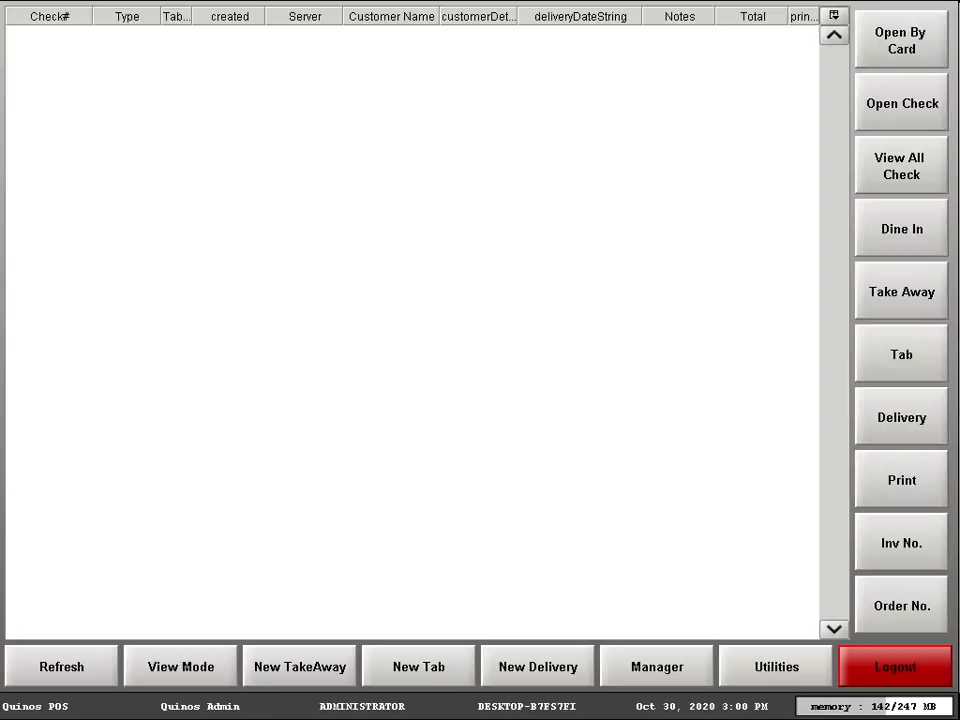 Check# Type Tab... created Server Customer Name customerDet... deliveryDateString Notes Total prin...
Open By
Card
Open Check
View All
Check
Dine In
Take Away
Tab
Delivery
Print
Inv No.
Order No.
Refresh View Mode New TakeAway New Tab New Delivery Manager Utilities Logout
Quinos POS Quinos Admin ADMINISTRATOR DESKTOP-B7FS7EI Oct 30, 2020 3:00 PM memory : 142/247 MB